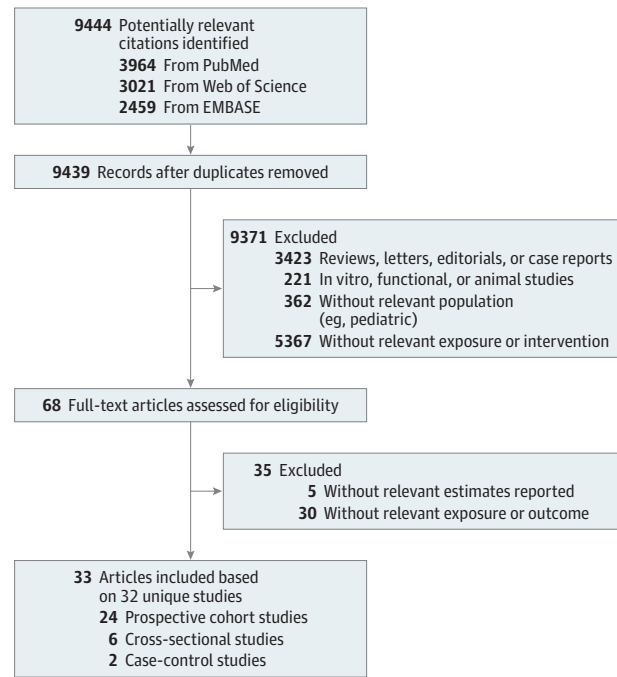 9444 Potentially relevant
citations identified
3964 From PubMed
3021 From Web of Science
2459 From EMBASE
9439 Records after duplicates removed
9371 Excluded
3423 Reviews, letters, editorials, or case reports
221 In vitro, functional, or animal studies
362 Without relevant population
(eg, pediatric)
5367 Without relevant exposure or intervention
68 Full-text articles assessed for eligibility
35 Excluded
5 Without relevant estimates reported
30 Without relevant exposure or outcome
33 Articles included based
on 32 unique studies
24 Prospective cohort studies
6 Cross-sectional studies
2 Case-control studies